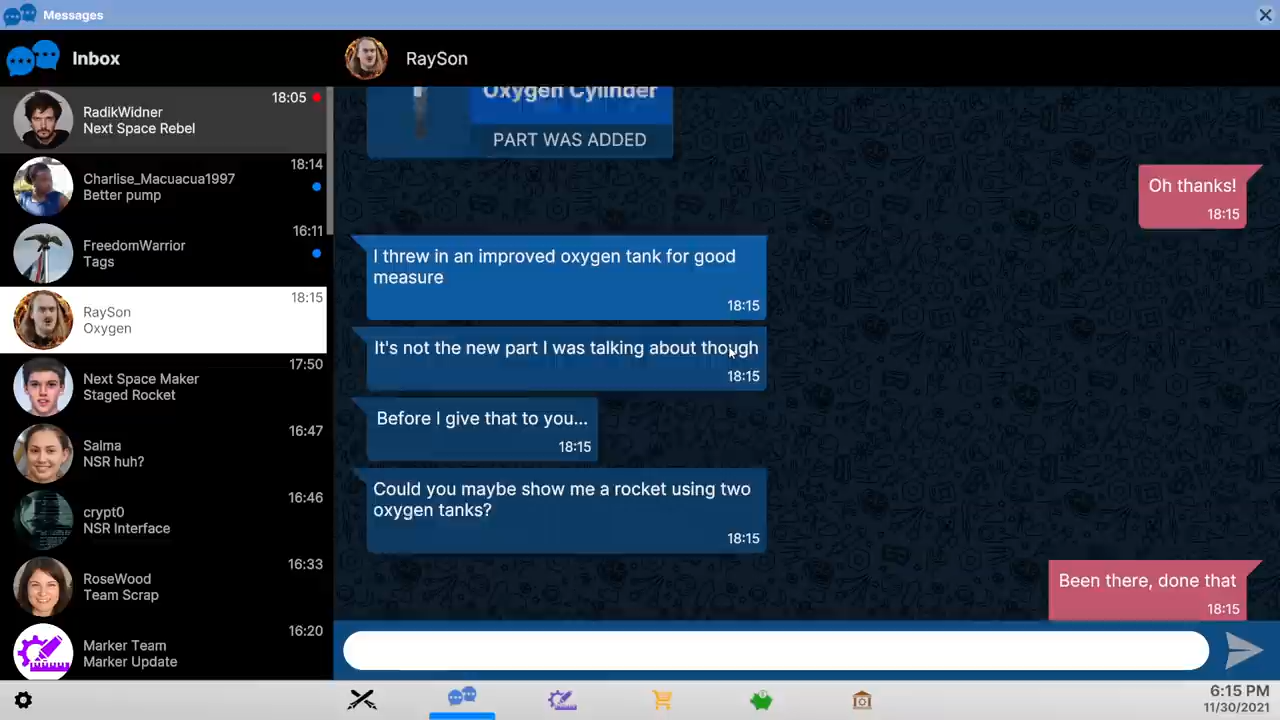 Messages
Inbox
RaySon
RadikWidner
Next Space Rebel
18:05
Charlise_Macuacua1997
Better pump
18:14
FreedomWarrior
Tags
16:11
RaySon
Oxygen
18:15
Next Space Maker
Staged Rocket
17:50
Salma
NSR huh?
16:47
crypt0
NSR Interface
16:46
RoseWood
Team Scrap
16:33
Marker Team
Marker Update
16:20
Oxygen Cylinder
PART WAS ADDED
Oh thanks!
18:15
I threw in an improved oxygen tank for good
measure
18:15
It's not the new part I was talking about though
18:15
Before I give that to you...
18:15
Could you maybe show me a rocket using two
oxygen tanks?
18:15
Been there, done that
18:15
6:15 PM
11/30/2021